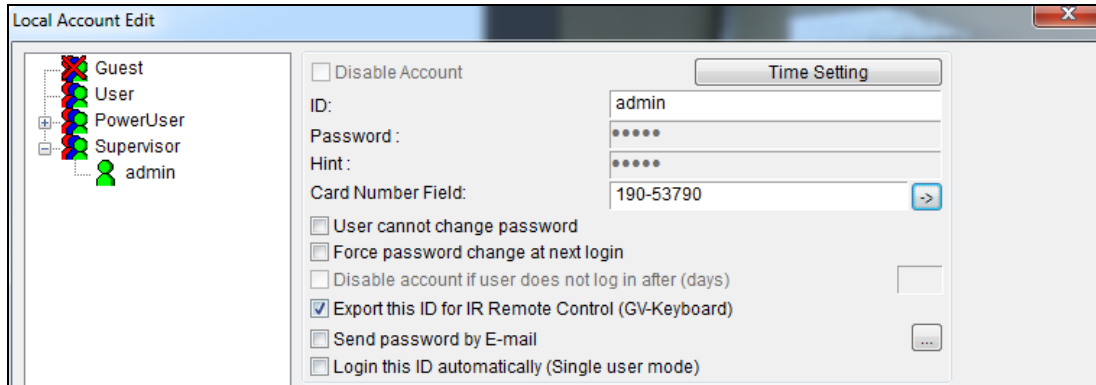 Local Account Edit
Guest
User
PowerUser
Supervisor
admin
Disable Account
Time Setting
ID:
admin
Password :
•••••
Hint :
•••••
Card Number Field:
190-53790
->
User cannot change password
Force password change at next login
Disable account if user does not log in after (days)
Export this ID for IR Remote Control (GV-Keyboard)
Send password by E-mail
...
Login this ID automatically (Single user mode)